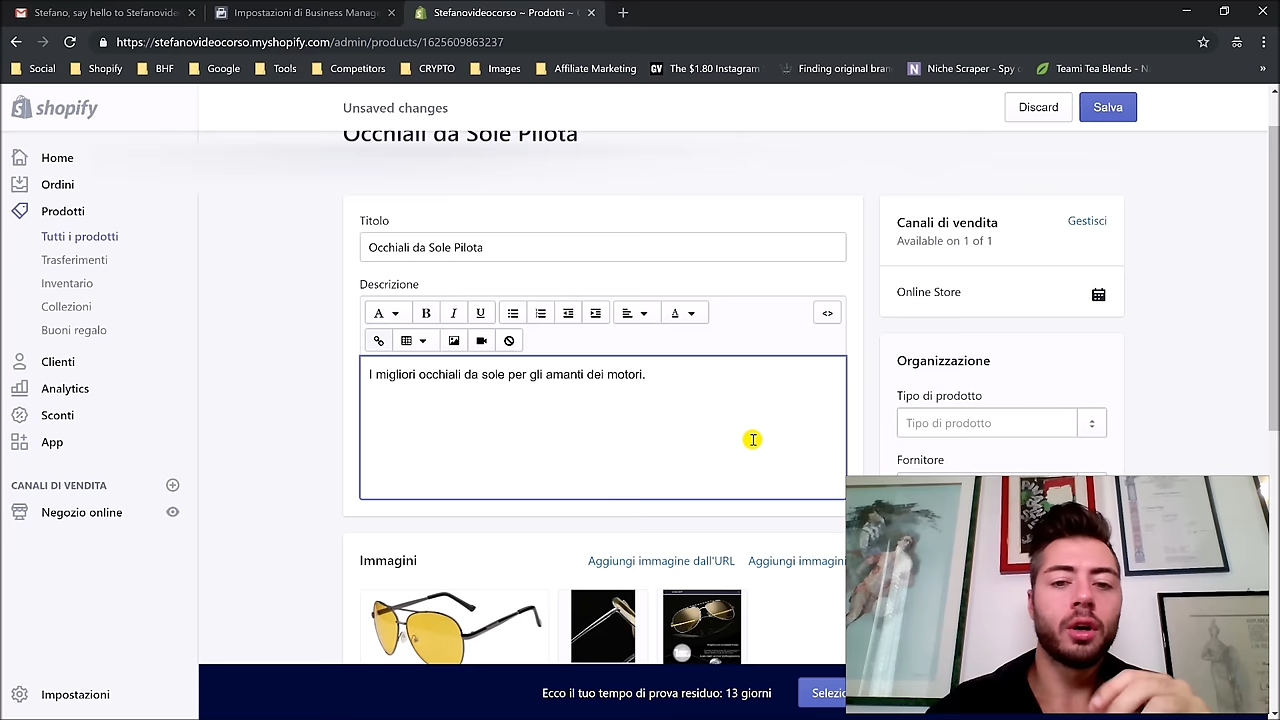 Stefano, say hello to Stefanovide
Impostazioni di Business Manag
Stefanovideocorso ~ Prodotti ~
https://stefanovideocorso.myshopify.com/admin/products/1625609863237
Social
Shopify
BHF
Google
Tools
Competitors
CRYPTO
Images
Affiliate Marketing
GV The $1.80 Instagram
Finding original bran
N Niche Scraper - Spy
Teami Tea Blends - N
»
shopify
Unsaved changes
Discard
Salva
Occhiali da Sole Pilota
Home
Ordini
Prodotti
Tutti i prodotti
Trasferimenti
Inventario
Collezioni
Buoni regalo
Clienti
Analytics
Sconti
App
CANALI DI VENDITA
Negozio online
Impostazioni
Titolo
Occhiali da Sole Pilota
Descrizione
A B I U A <>
I migliori occhiali da sole per gli amanti dei motori.
Immagini
Aggiungi immagine dall'URL
Aggiungi immagin
Canali di vendita
Gestisci
Available on 1 of 1
Online Store
Organizzazione
Tipo di prodotto
Tipo di prodotto
Fornitore
Ecco il tuo tempo di prova residuo: 13 giorni
Selezio